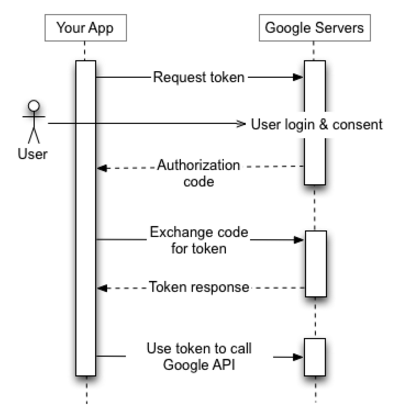 Your App
Google Servers
Request token
User login & consent
User
Authorization
code
Exchange code
for token
Token response
Use token to call
Google API